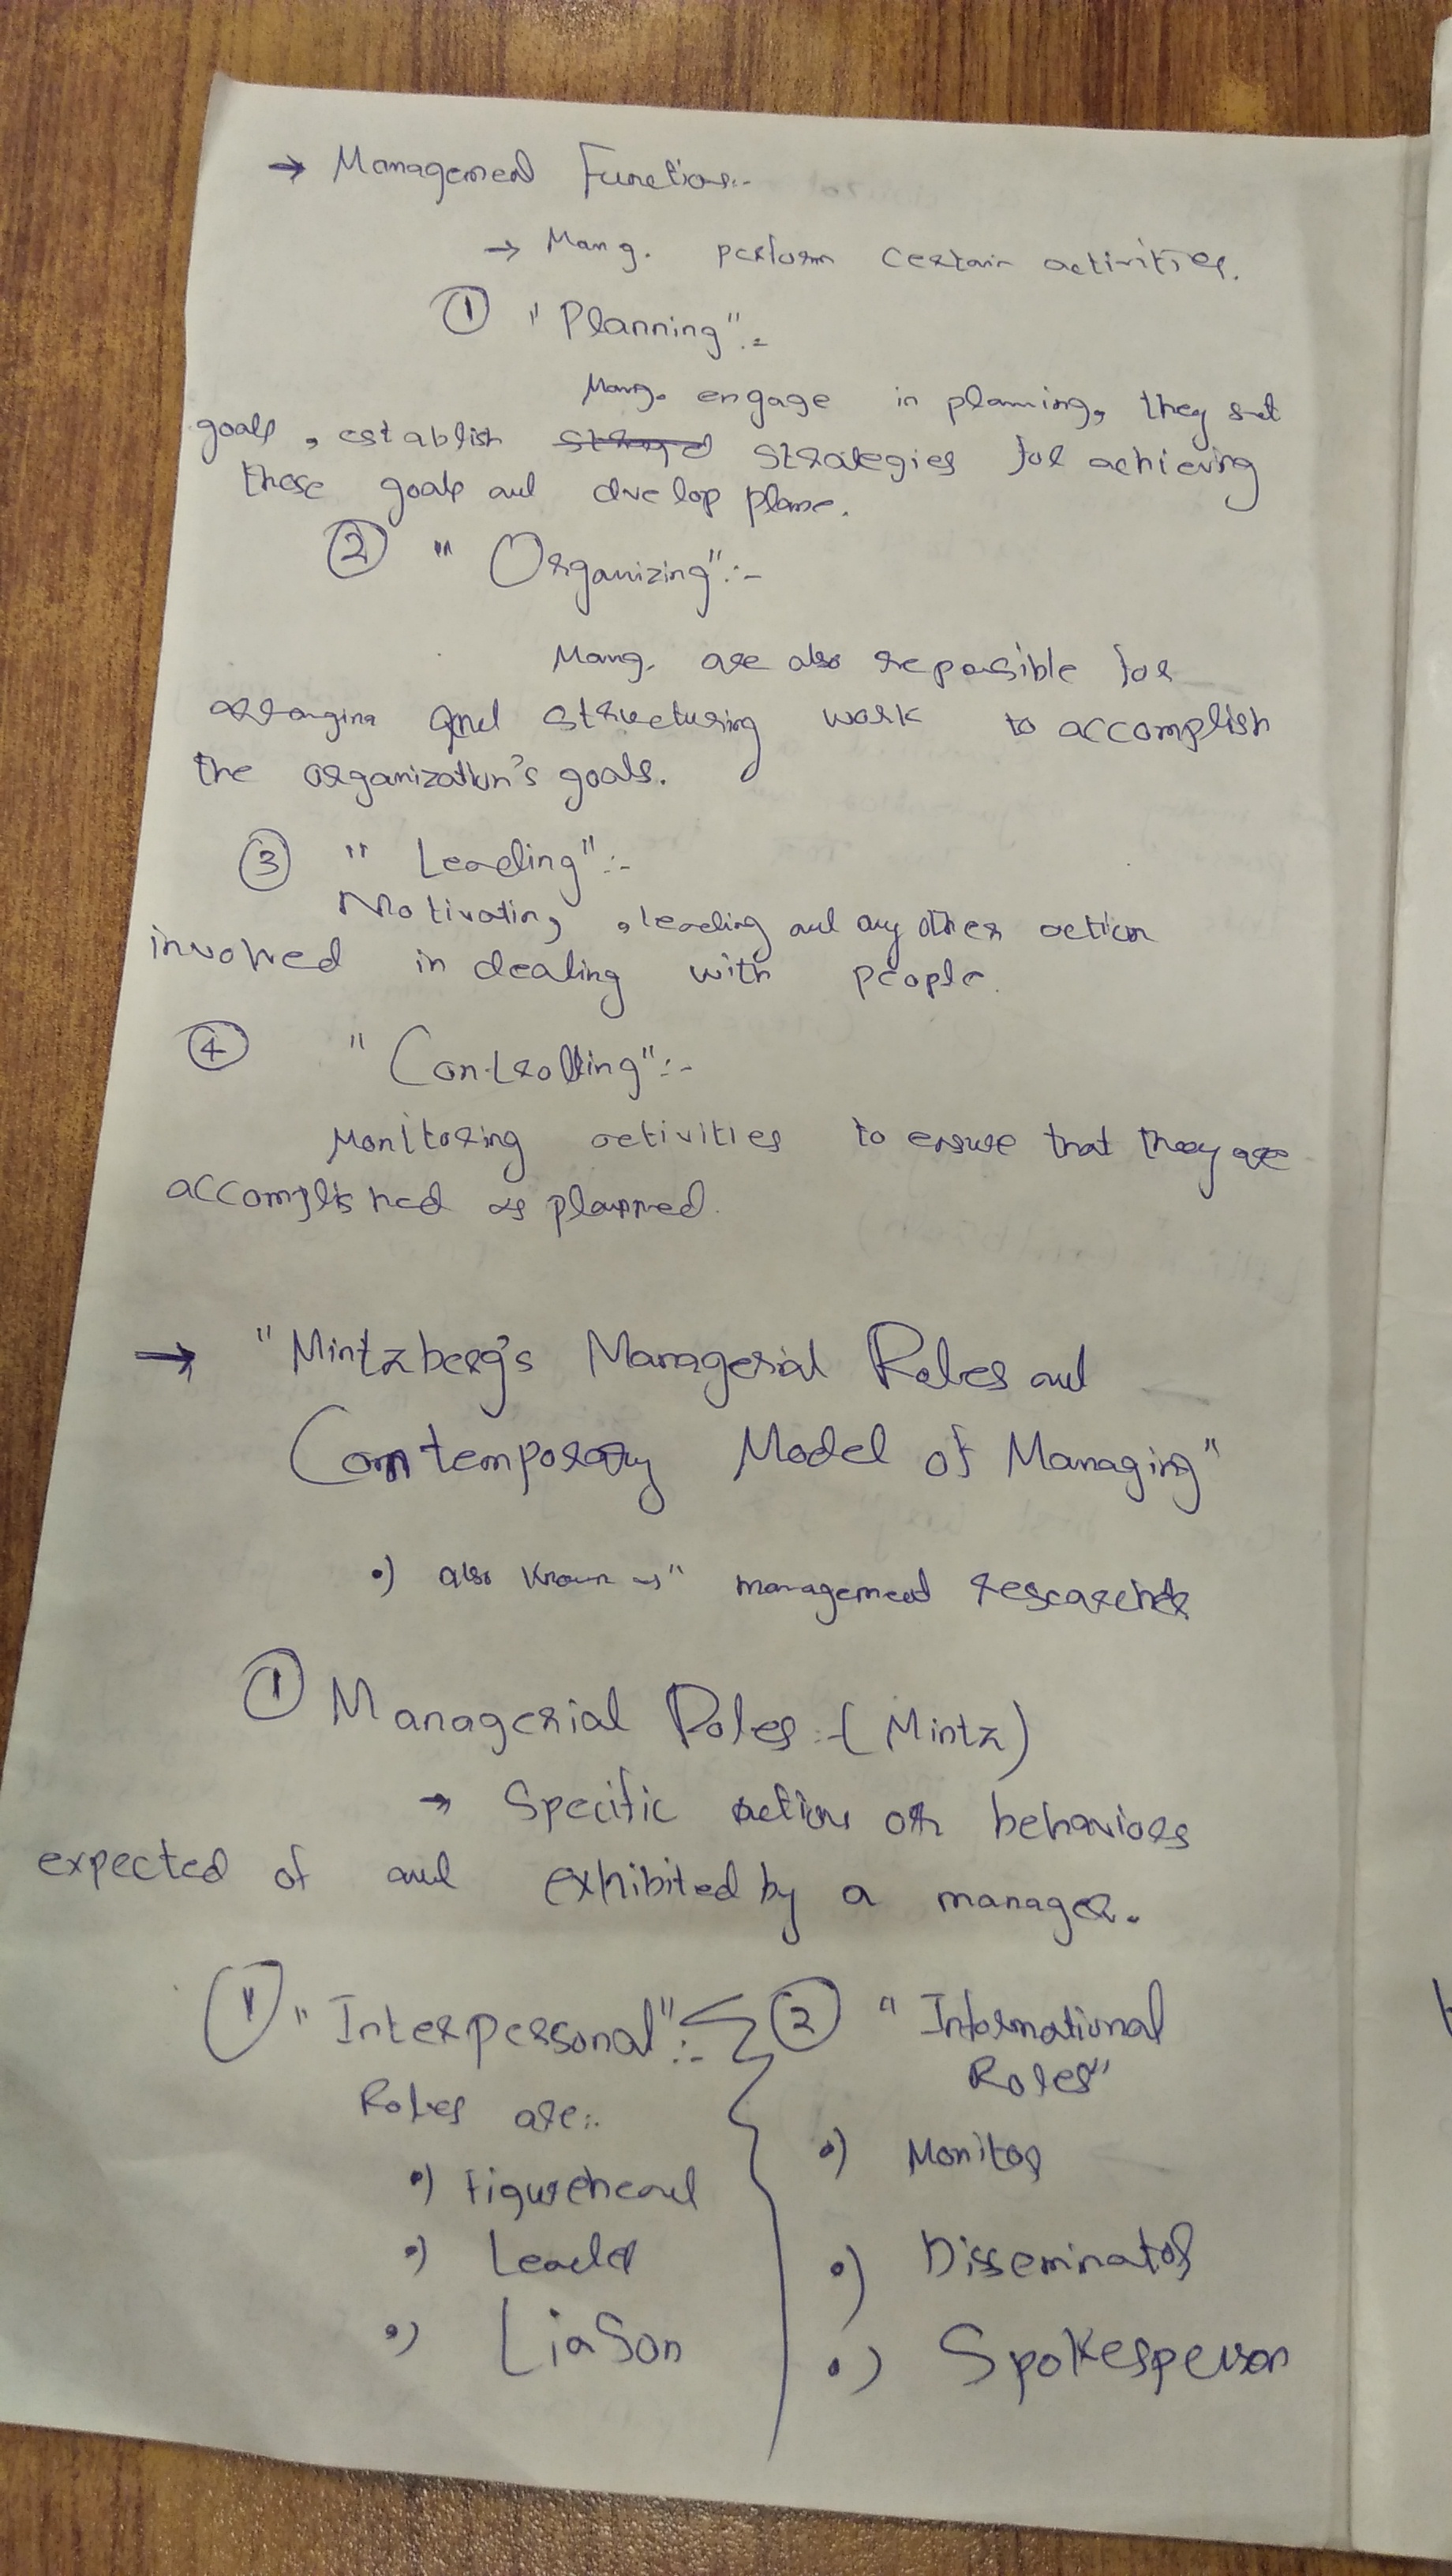 → Management Functions:-
→ Mang. perform certain activities.
① "Planning":-
Mang. engage in planning, they set
goals, establish strategies for achieving
these goals and dvelop plans.
② "Organizing":-
Mang. are also reposible for
arrangina and structuring work to accomplish
the organization's goals.
③ "Leading":-
Motivating, leading and any other action
involved in dealing with people.
④ "Controlling":-
Monitoring activities to ensure that they are
accomplished as planned.
→ "Mintzberg's Managerial Roles and
Comtemporary Model of Managing"
•) also known as" management researcher
① Managerial Roles:-(Mintz)
→ Specific actions or behaviors
expected of and exhibited by a manager.
① "Interpersonal":-
Roles are:-
•) Figurehead
•) Leader
•) Liason
② "Informational
Roles"
•) Monitor
•) Disseminator
•) Spokesperson